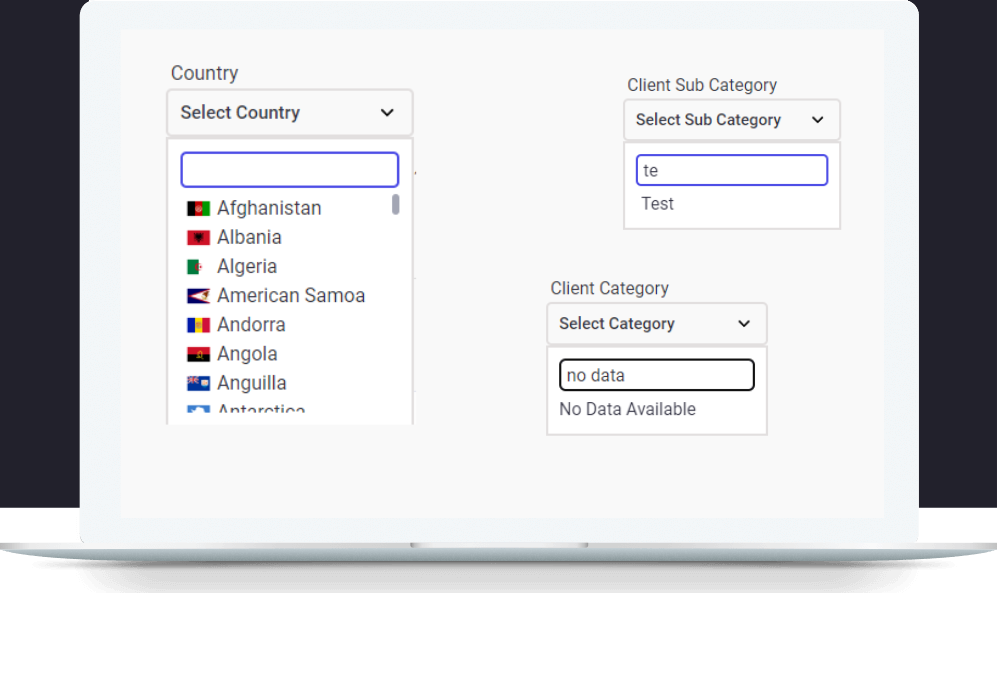 Country
Select Country
Afghanistan
Albania
Algeria
American Samoa
Andorra
Angola
Anguilla
Antarctica
Client Sub Category
Select Sub Category
te
Test
Client Category
Select Category
no data
No Data Available